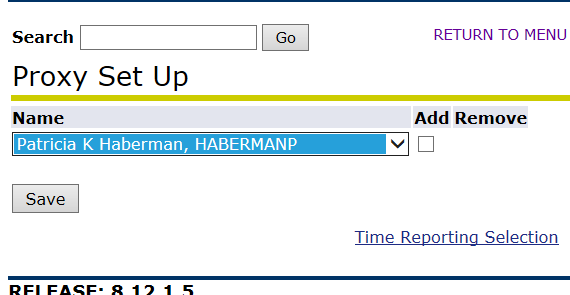 Search Go RETURN TO MENU
Proxy Set Up
Name Add Remove
Patricia K Haberman, HABERMANP
Save
Time Reporting Selection
RELEASE: 8.12.1.5